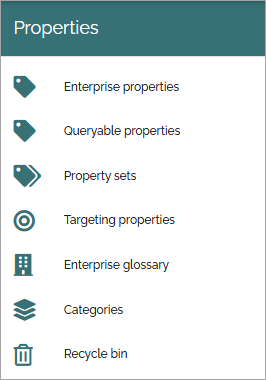 Properties
Enterprise properties
Queryable properties
Property sets
Targeting properties
Enterprise glossary
Categories
Recycle bin